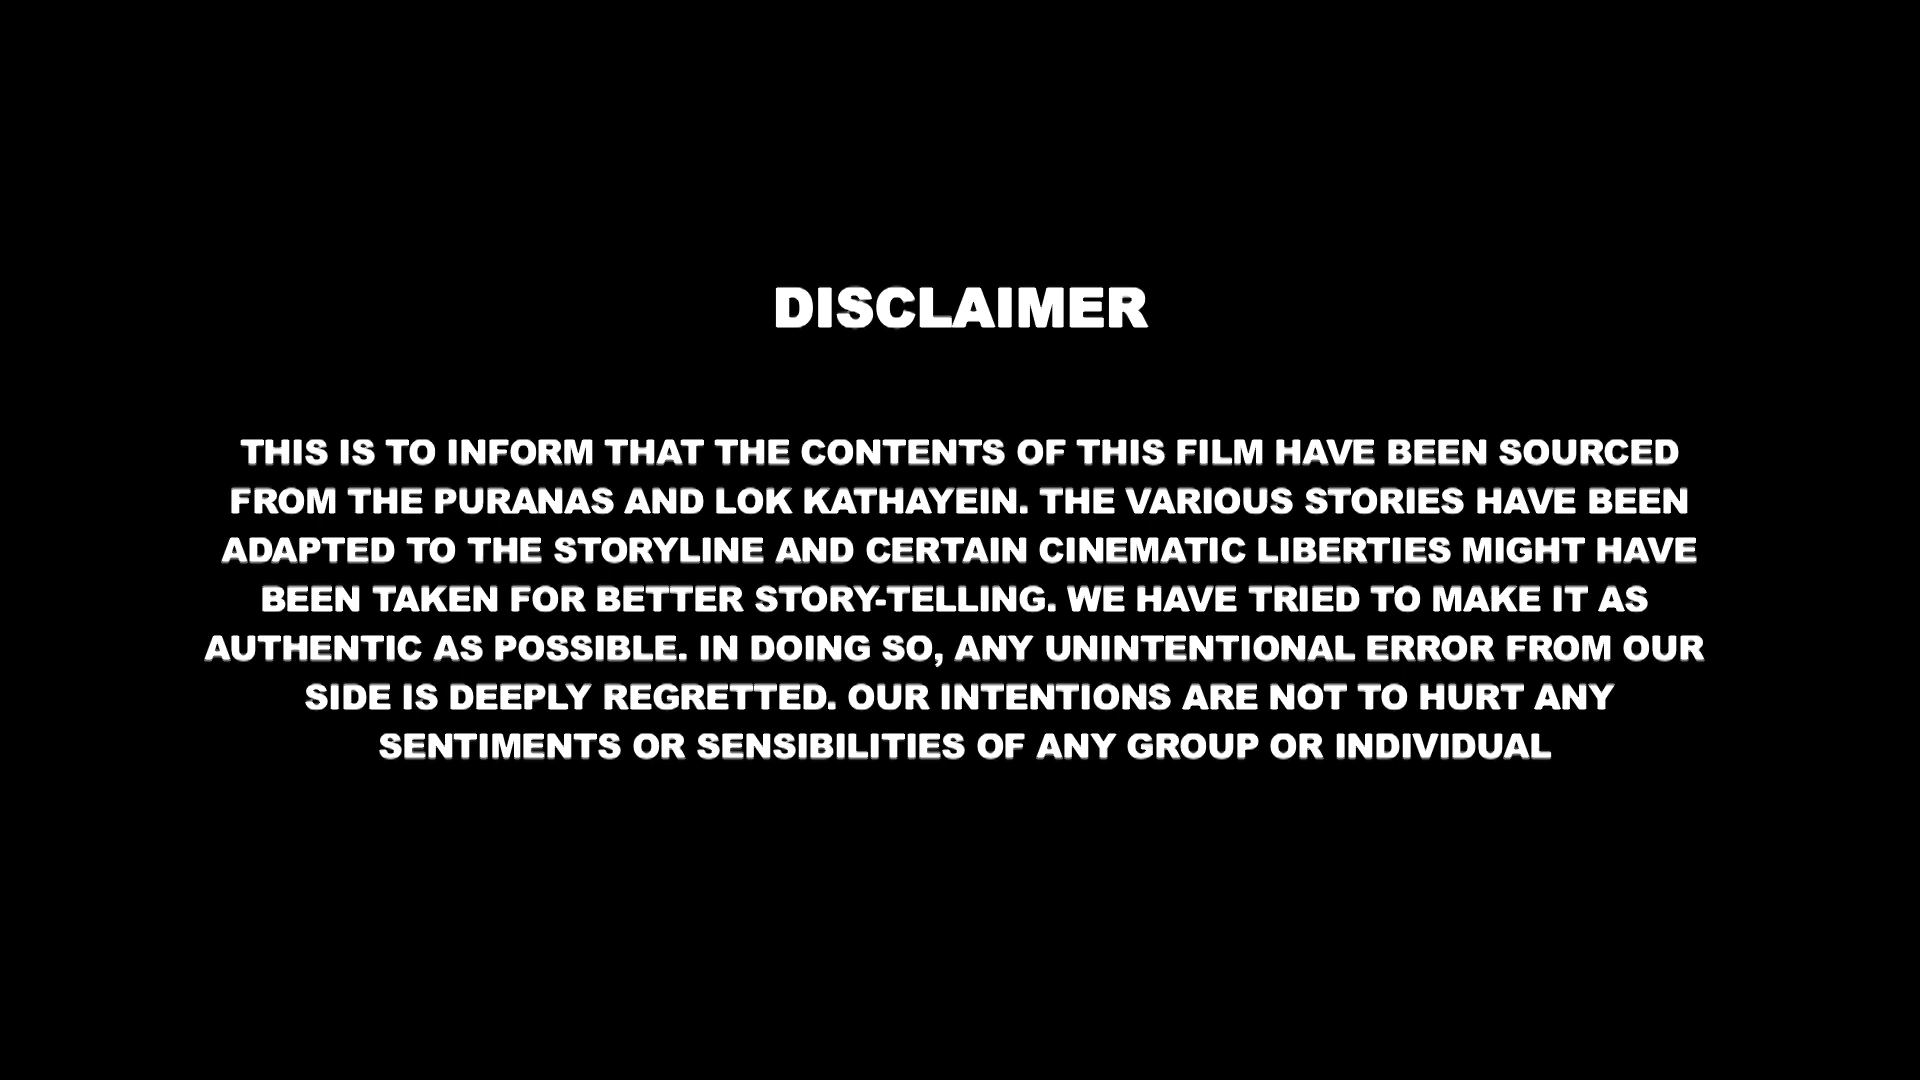 DISCLAIMER
THIS IS TO INFORM THAT THE CONTENTS OF THIS FILM HAVE BEEN SOURCED
FROM THE PURANAS AND LOK KATHAYEIN. THE VARIOUS STORIES HAVE BEEN
ADAPTED TO THE STORYLINE AND CERTAIN CINEMATIC LIBERTIES MIGHT HAVE
BEEN TAKEN FOR BETTER STORY-TELLING. WE HAVE TRIED TO MAKE IT AS
AUTHENTIC AS POSSIBLE. IN DOING SO, ANY UNINTENTIONAL ERROR FROM OUR
SIDE IS DEEPLY REGRETTED. OUR INTENTIONS ARE NOT TO HURT ANY
SENTIMENTS OR SENSIBILITIES OF ANY GROUP OR INDIVIDUAL